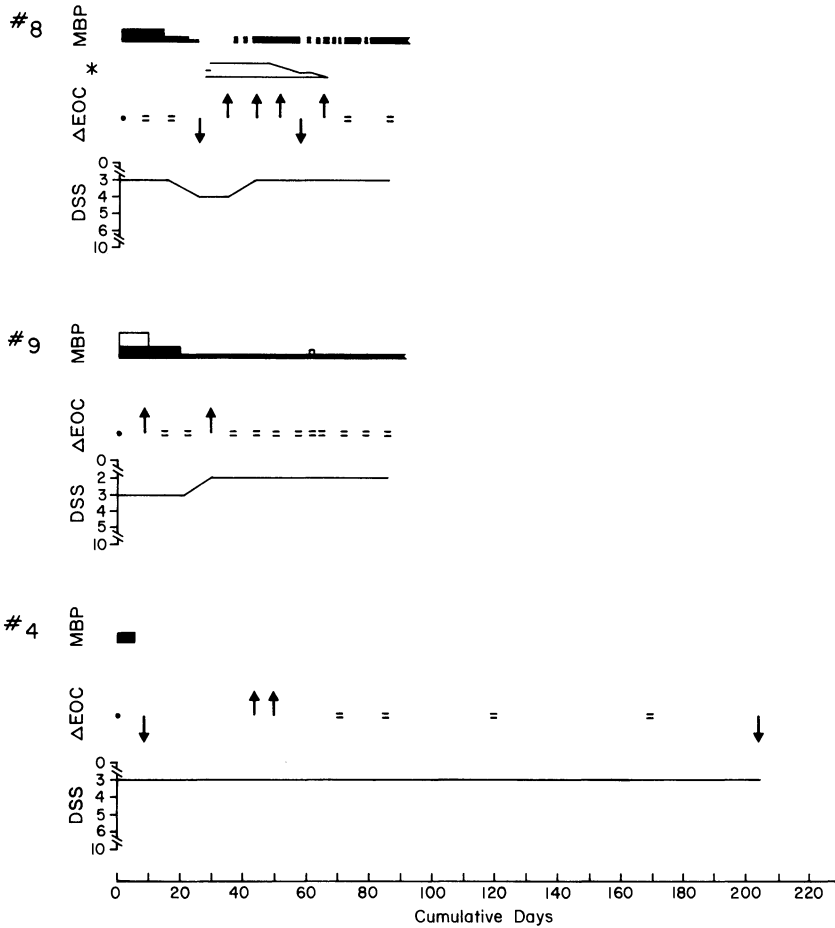 #8
MBP
*
ΔEOC
= = = =
DSS
0
3
4
5
6
10
#9
MBP
ΔEOC
= = = = = = = = = =
DSS
0
2
3
4
5
10
#4
MBP
ΔEOC
= = = =
DSS
0
3
4
5
6
10
0 20 40 60 80 100 120 140 160 180 200 220
Cumulative Days